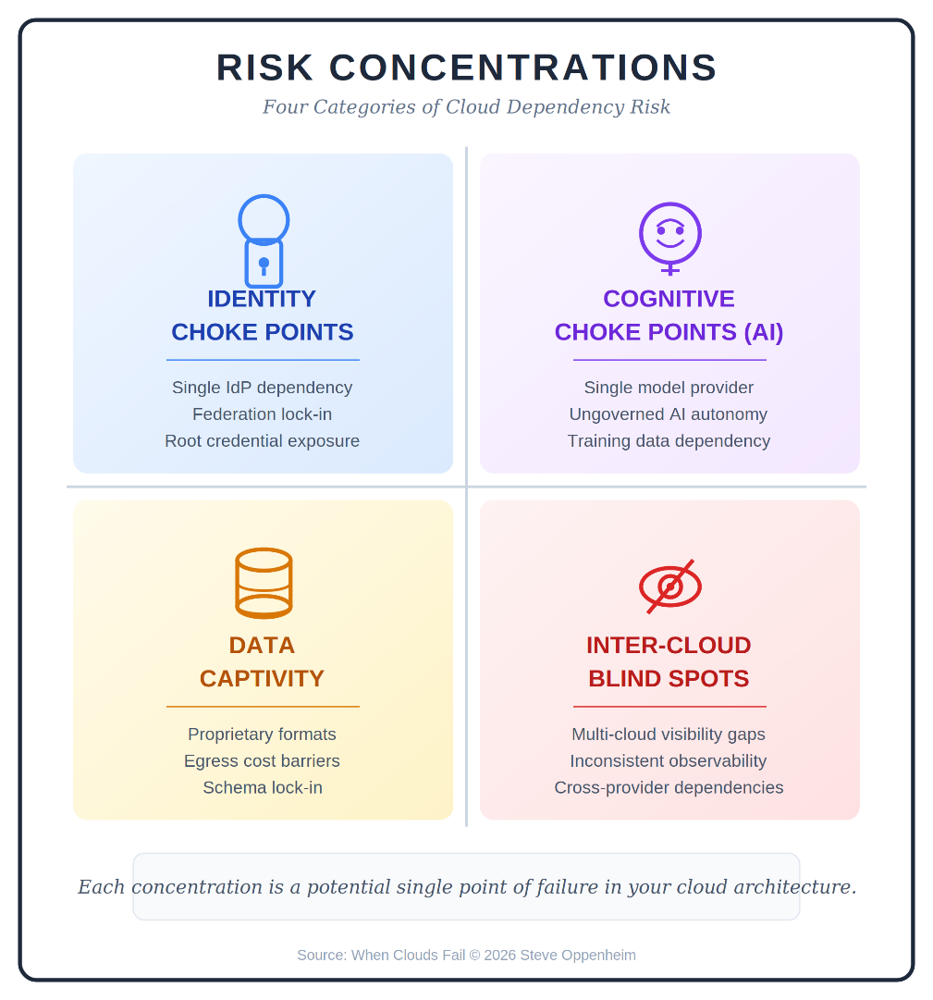 RISK CONCENTRATIONS
Four Categories of Cloud Dependency Risk
IDENTITY
CHOKE POINTS
Single IdP dependency
Federation lock-in
Root credential exposure
COGNITIVE
CHOKE POINTS (AI)
Single model provider
Ungoverned AI autonomy
Training data dependency
DATA
CAPTIVITY
Proprietary formats
Egress cost barriers
Schema lock-in
INTER-CLOUD
BLIND SPOTS
Multi-cloud visibility gaps
Inconsistent observability
Cross-provider dependencies
Each concentration is a potential single point of failure in your cloud architecture.
Source: When Clouds Fail © 2026 Steve Oppenheim